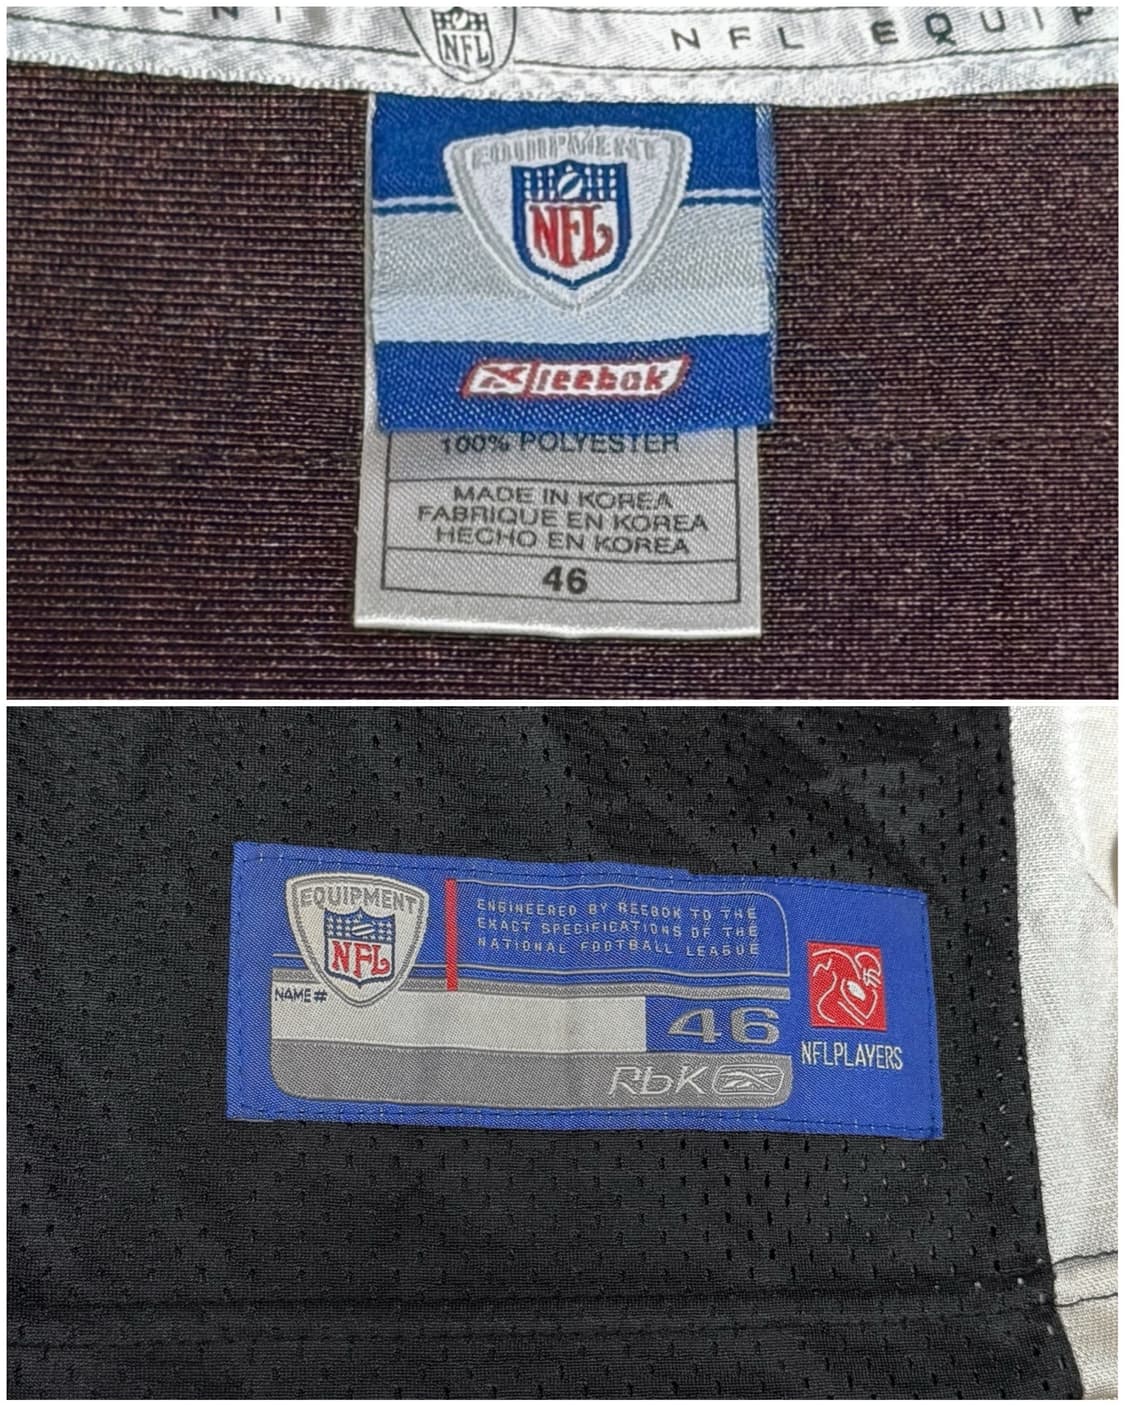 NFL
NFL EQUIP
EQUIPMENT
NFL
reebok
100% POLYESTER
MADE IN KOREA
FABRIQUE EN KOREA
HECHO EN KOREA
46
EQUIPMENT
NFL
ENGINEERED BY REEBOK TO THE
EXACT SPECIFICATIONS OF THE
NATIONAL FOOTBALL LEAGUE
NAME #
46
RbK
NFLPLAYERS